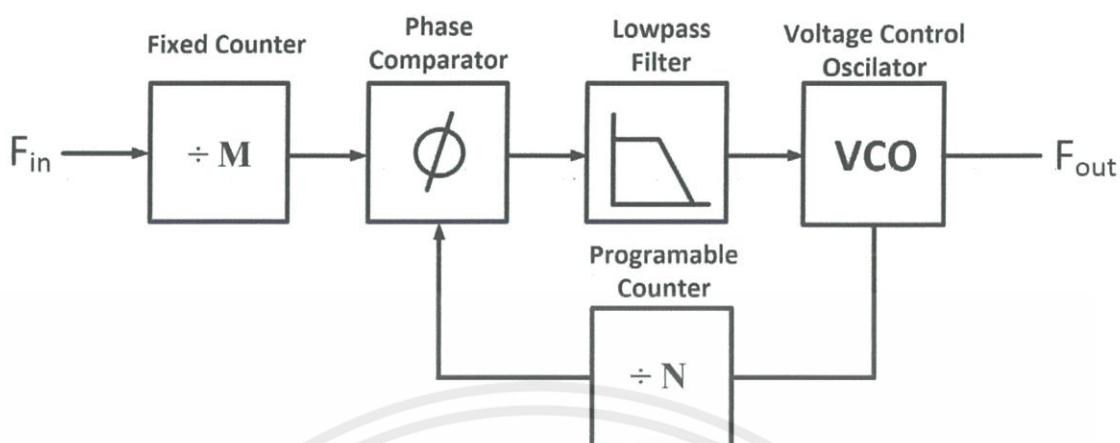 Fixed Counter
Phase
Comparator
Lowpass
Filter
Voltage Control
Oscilator
F_in
÷ M
ϕ
VCO
F_out
Programable
Counter
÷ N